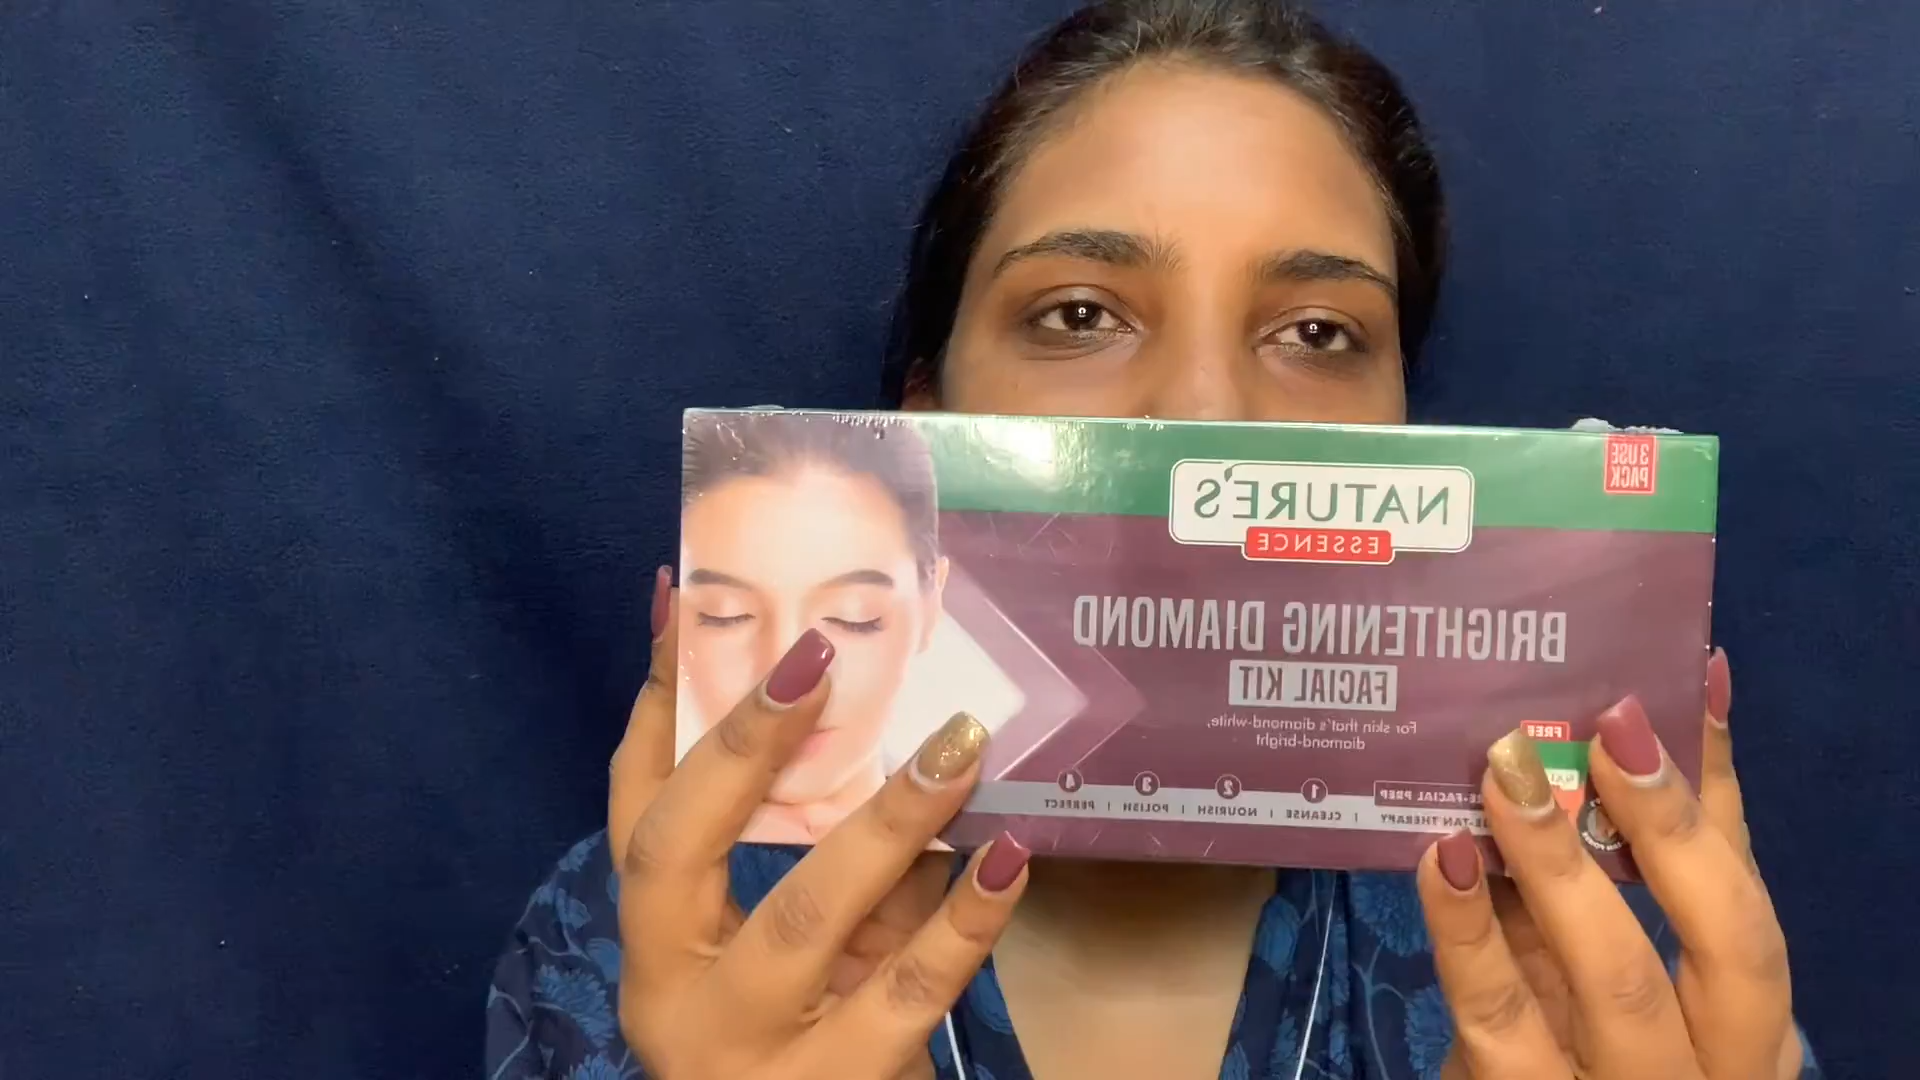 3 USE
PACK
NATURE'S
ESSENCE
BRIGHTENING DIAMOND
FACIAL KIT
For skin that's diamond-white,
diamond-bright
FREE
E-FACIAL PREP
DE-TAN THERAPY | 1 CLEANSE | 2 NOURISH | 3 POLISH | 4 PERFECT